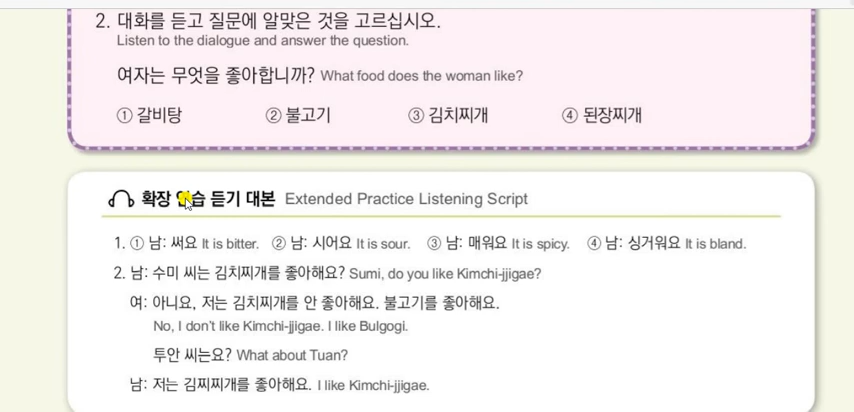 2. 대화를 듣고 질문에 알맞은 것을 고르십시오.
Listen to the dialogue and answer the question.
여자는 무엇을 좋아합니까? What food does the woman like?
① 갈비탕 ② 불고기 ③ 김치찌개 ④ 된장찌개
확장 연습 듣기 대본 Extended Practice Listening Script
1. ① 남: 써요 It is bitter. ② 남: 시어요 It is sour. ③ 남: 매워요 It is spicy. ④ 남: 싱거워요 It is bland.
2. 남: 수미 씨는 김치찌개를 좋아해요? Sumi, do you like Kimchi-jjigae?
여: 아니요, 저는 김치찌개를 안 좋아해요. 불고기를 좋아해요.
No, I don't like Kimchi-jjigae. I like Bulgogi.
투안 씨는요? What about Tuan?
남: 저는 김찌찌개를 좋아해요. I like Kimchi-jjigae.